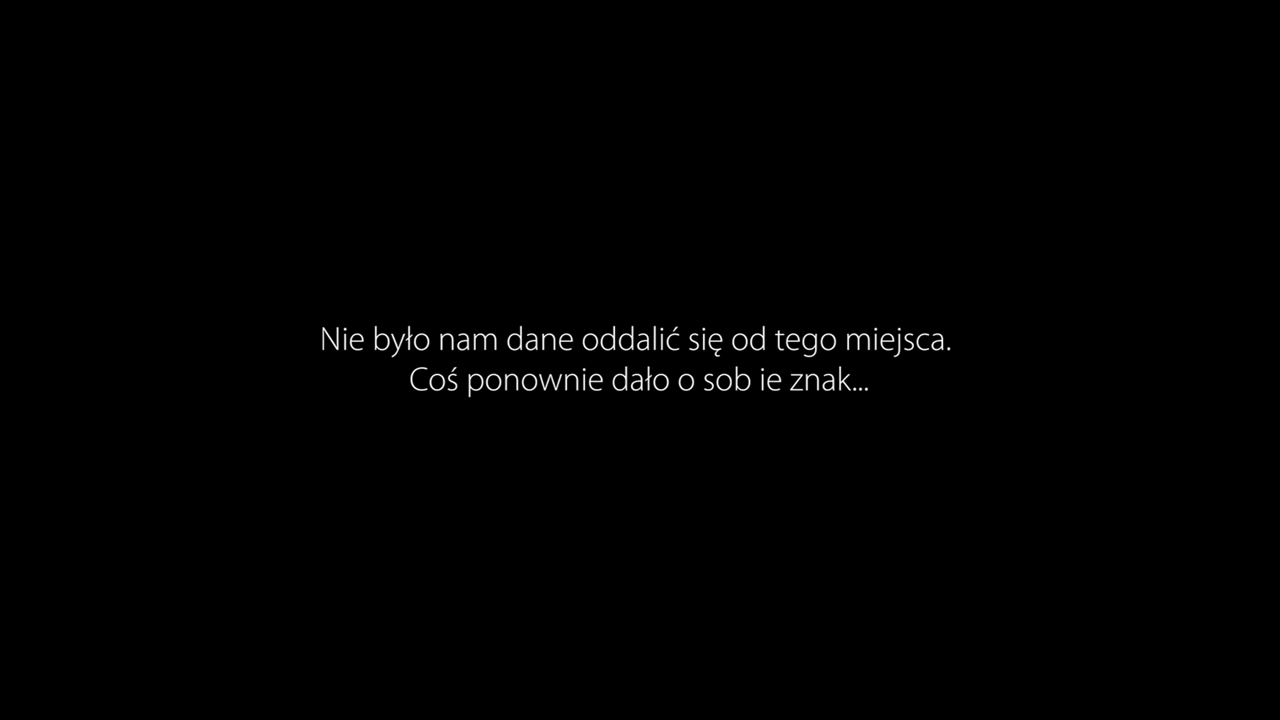 Nie było nam dane oddalić się od tego miejsca.
Coś ponownie dało o sob ie znak...